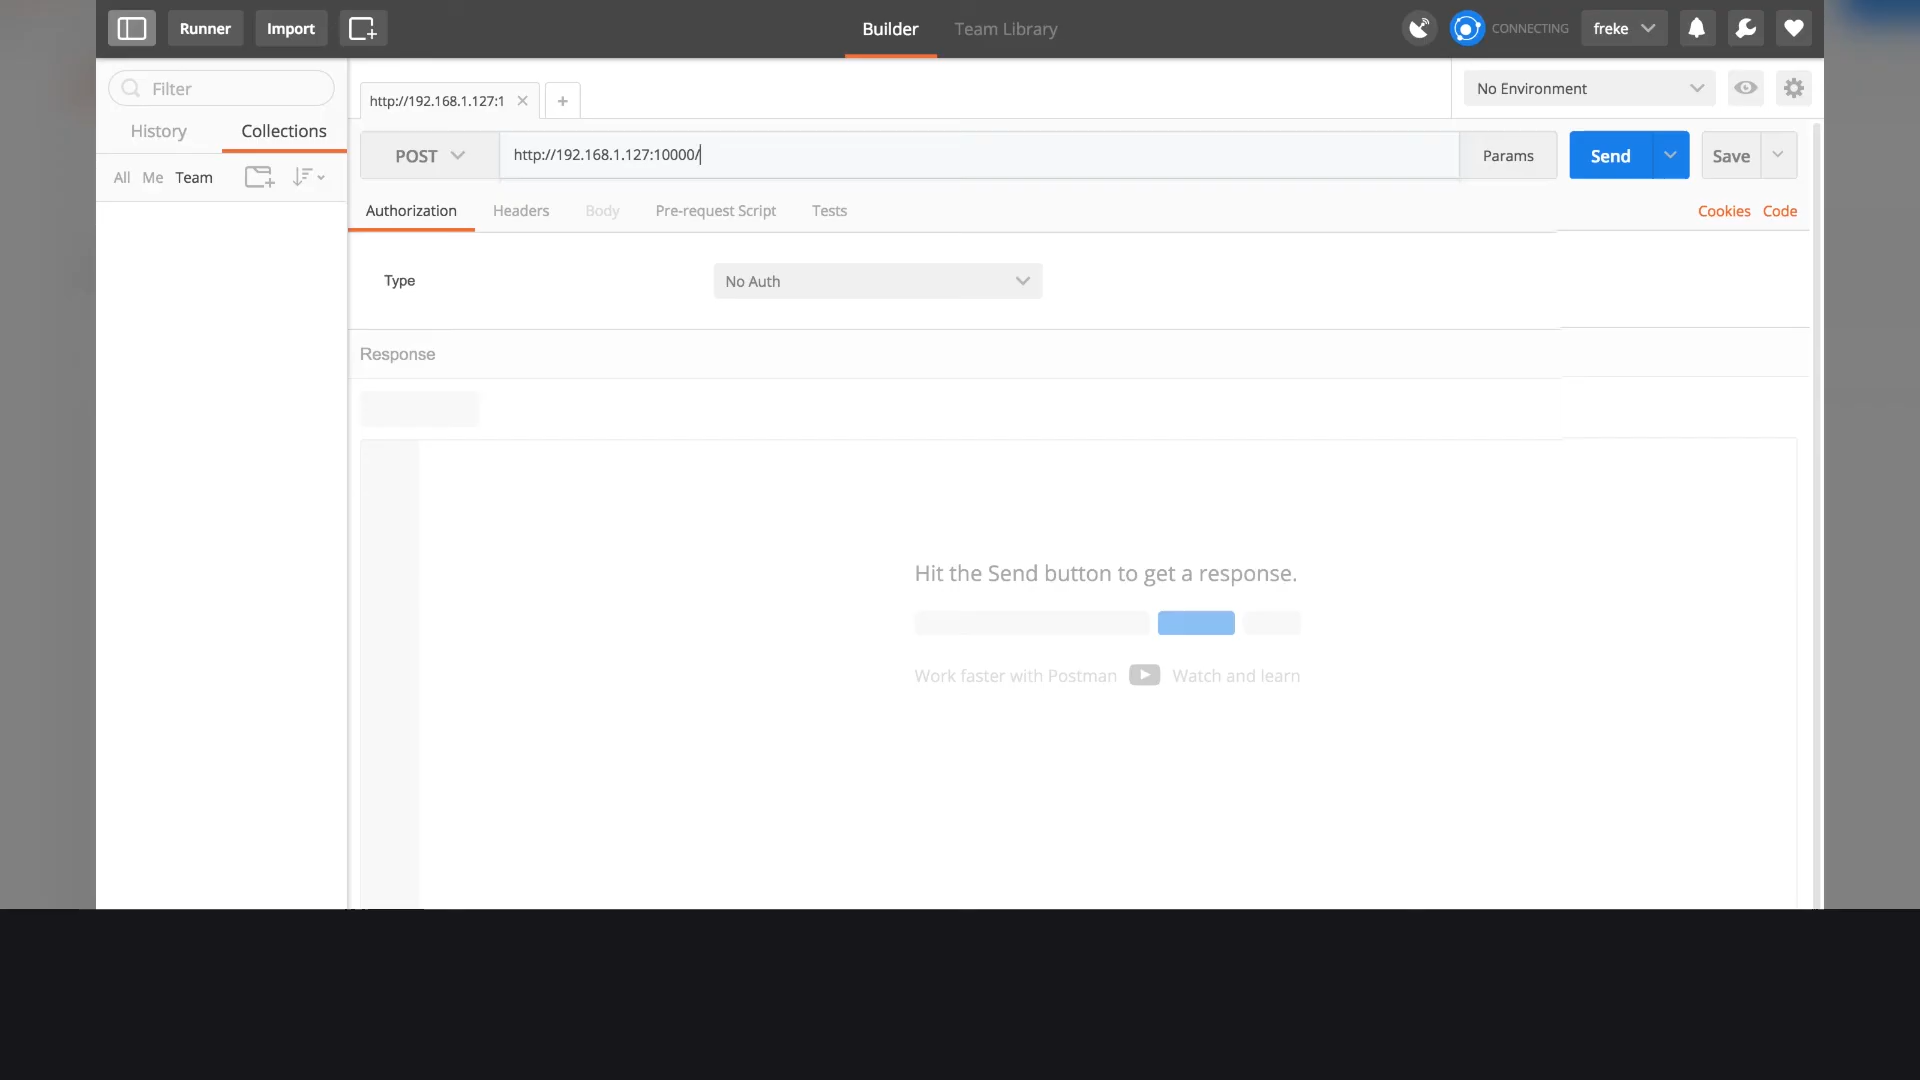 Runner Import Builder Team Library CONNECTING freke
Filter
http://192.168.1.127:1 No Environment
History Collections
POST http://192.168.1.127:10000/ Params Send Save
All Me Team
Authorization Headers Body Pre-request Script Tests Cookies Code
Type No Auth
Response
Hit the Send button to get a response.
Work faster with Postman Watch and learn